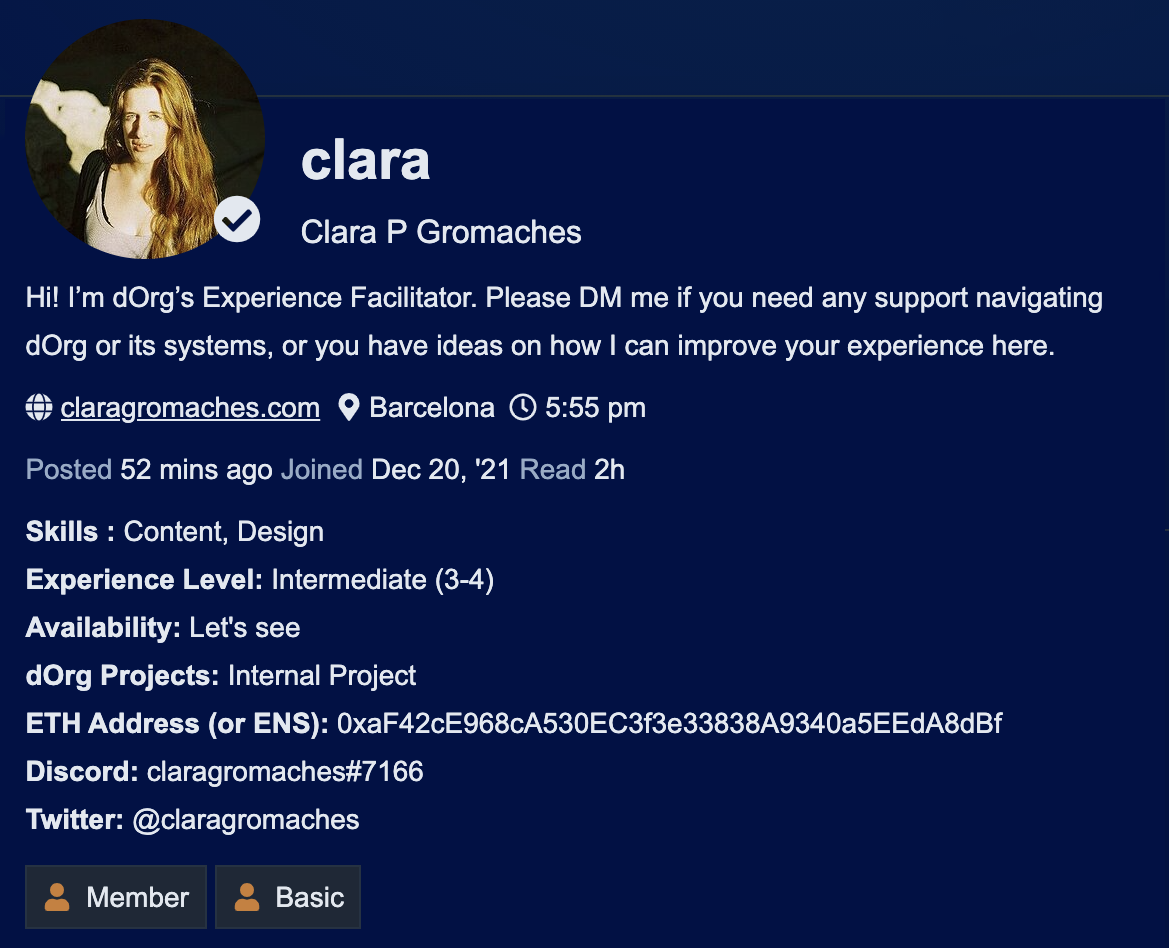 clara
Clara P Gromaches
Hi! I’m dOrg’s Experience Facilitator. Please DM me if you need any support navigating
dOrg or its systems, or you have ideas on how I can improve your experience here.
claragromaches.com Barcelona 5:55 pm
Posted 52 mins ago Joined Dec 20, '21 Read 2h
Skills : Content, Design
Experience Level: Intermediate (3-4)
Availability: Let's see
dOrg Projects: Internal Project
ETH Address (or ENS): 0xaF42cE968cA530EC3f3e33838A9340a5EEdA8dBf
Discord: claragromaches#7166
Twitter: @claragromaches
Member Basic